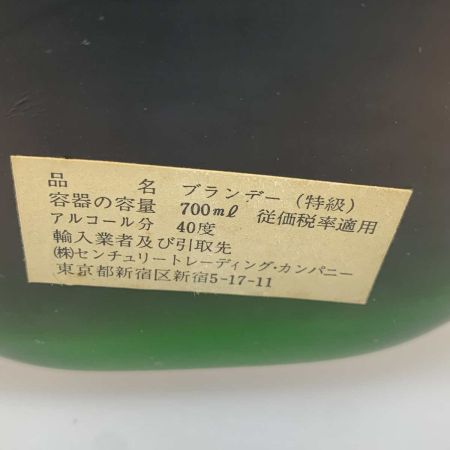 品名 ブランデー(特級)
容器の容量 700ml 従価税率適用
アルコール分 40度
輸入業者及び引取先
(株)センチュリートレーディング・カンパニー
東京都新宿区新宿5-17-11